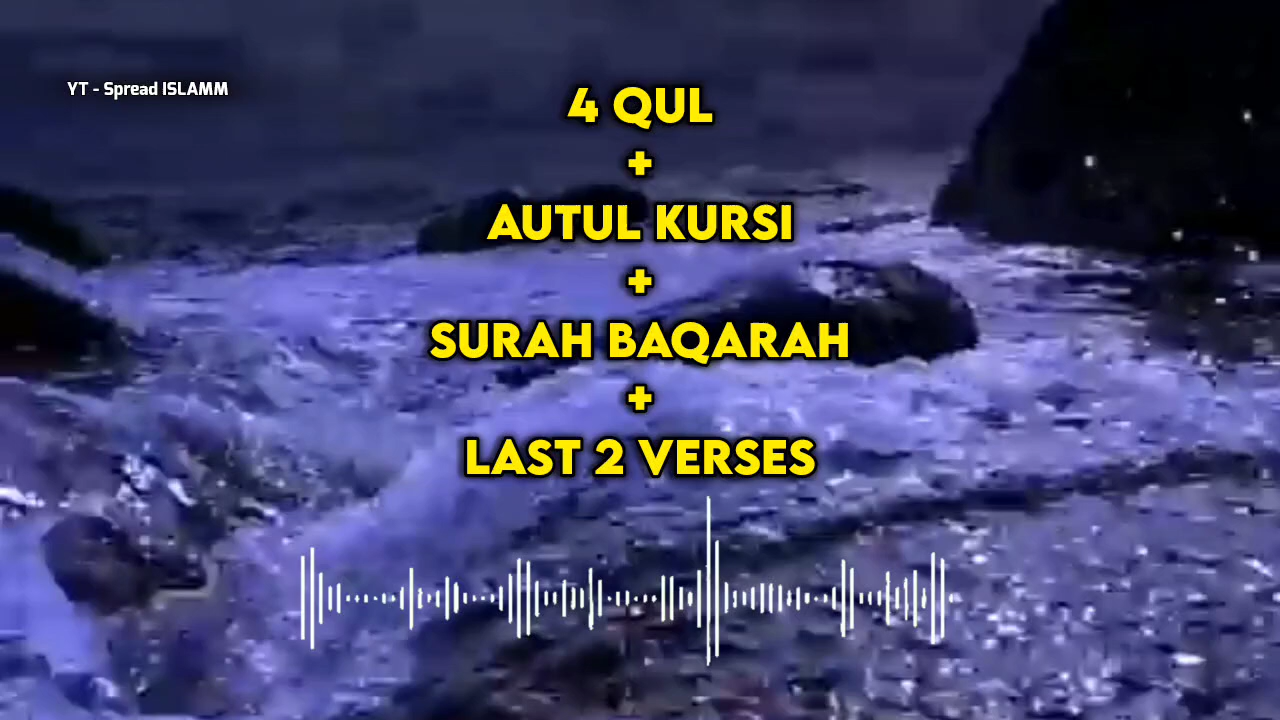 YT - Spread ISLAMM
4 QUL
+
AUTUL KURSI
+
SURAH BAQARAH
+
LAST 2 VERSES